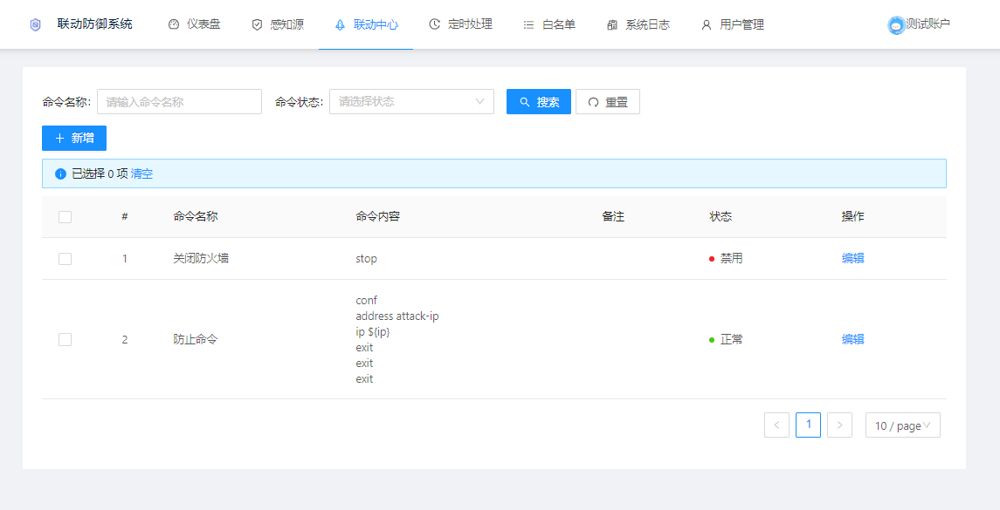 联动防御系统 仪表盘 感知源 联动中心 定时处理 白名单 系统日志 用户管理 测试账户
命令名称: 请输入命令名称 命令状态: 请选择状态 搜索 重置
新增
已选择 0 项 清空
# 命令名称 命令内容 备注 状态 操作
1 关闭防火墙 stop 禁用 编辑
conf
address attack-ip
ip ${ip}
2 防止命令 exit 正常 编辑
exit
exit
< 1 > 10 / page